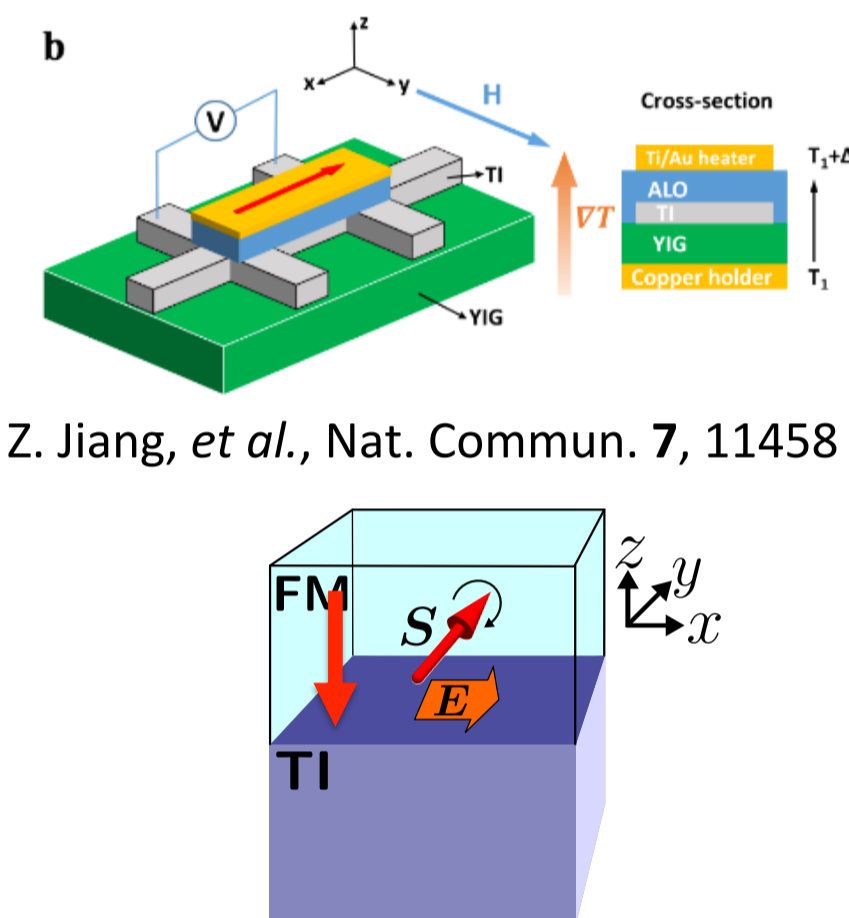 b
z
x
y
H
V
TI
YIG
∇T
Cross-section
Ti/Au heater
ALO
TI
YIG
Copper holder
T₁+Δ
T₁
Z. Jiang, et al., Nat. Commun. 7, 11458
FM
S
E
TI
z
y
x